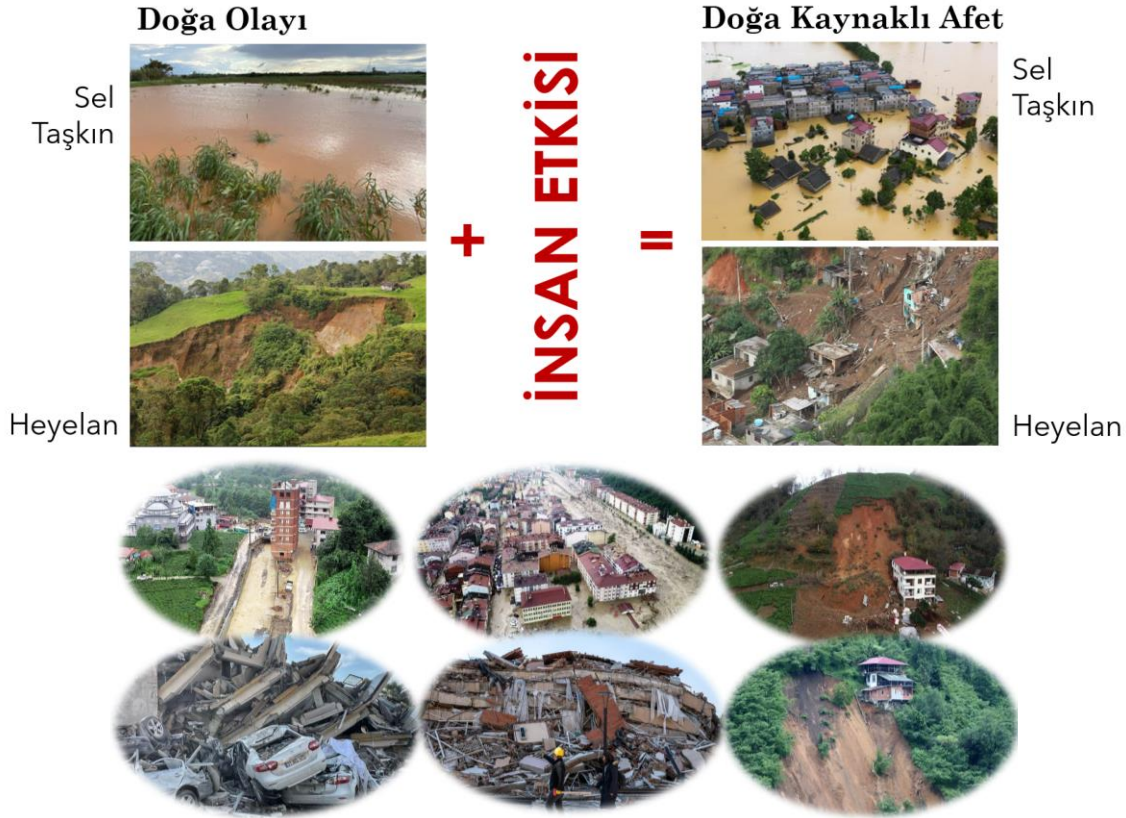 Doğa Olayı
Doğa Kaynaklı Afet
Sel
Taşkın
Heyelan
+
İNSAN ETKİSİ
=
Sel
Taşkın
Heyelan